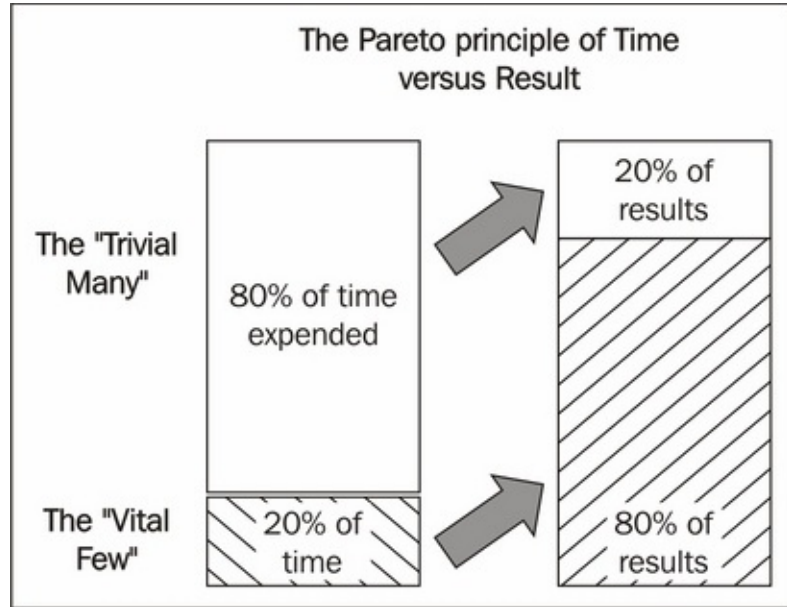 The Pareto principle of Time
versus Result
The "Trivial
Many"
80% of time
expended
20% of
results
The "Vital
Few"
20% of
time
80% of
results